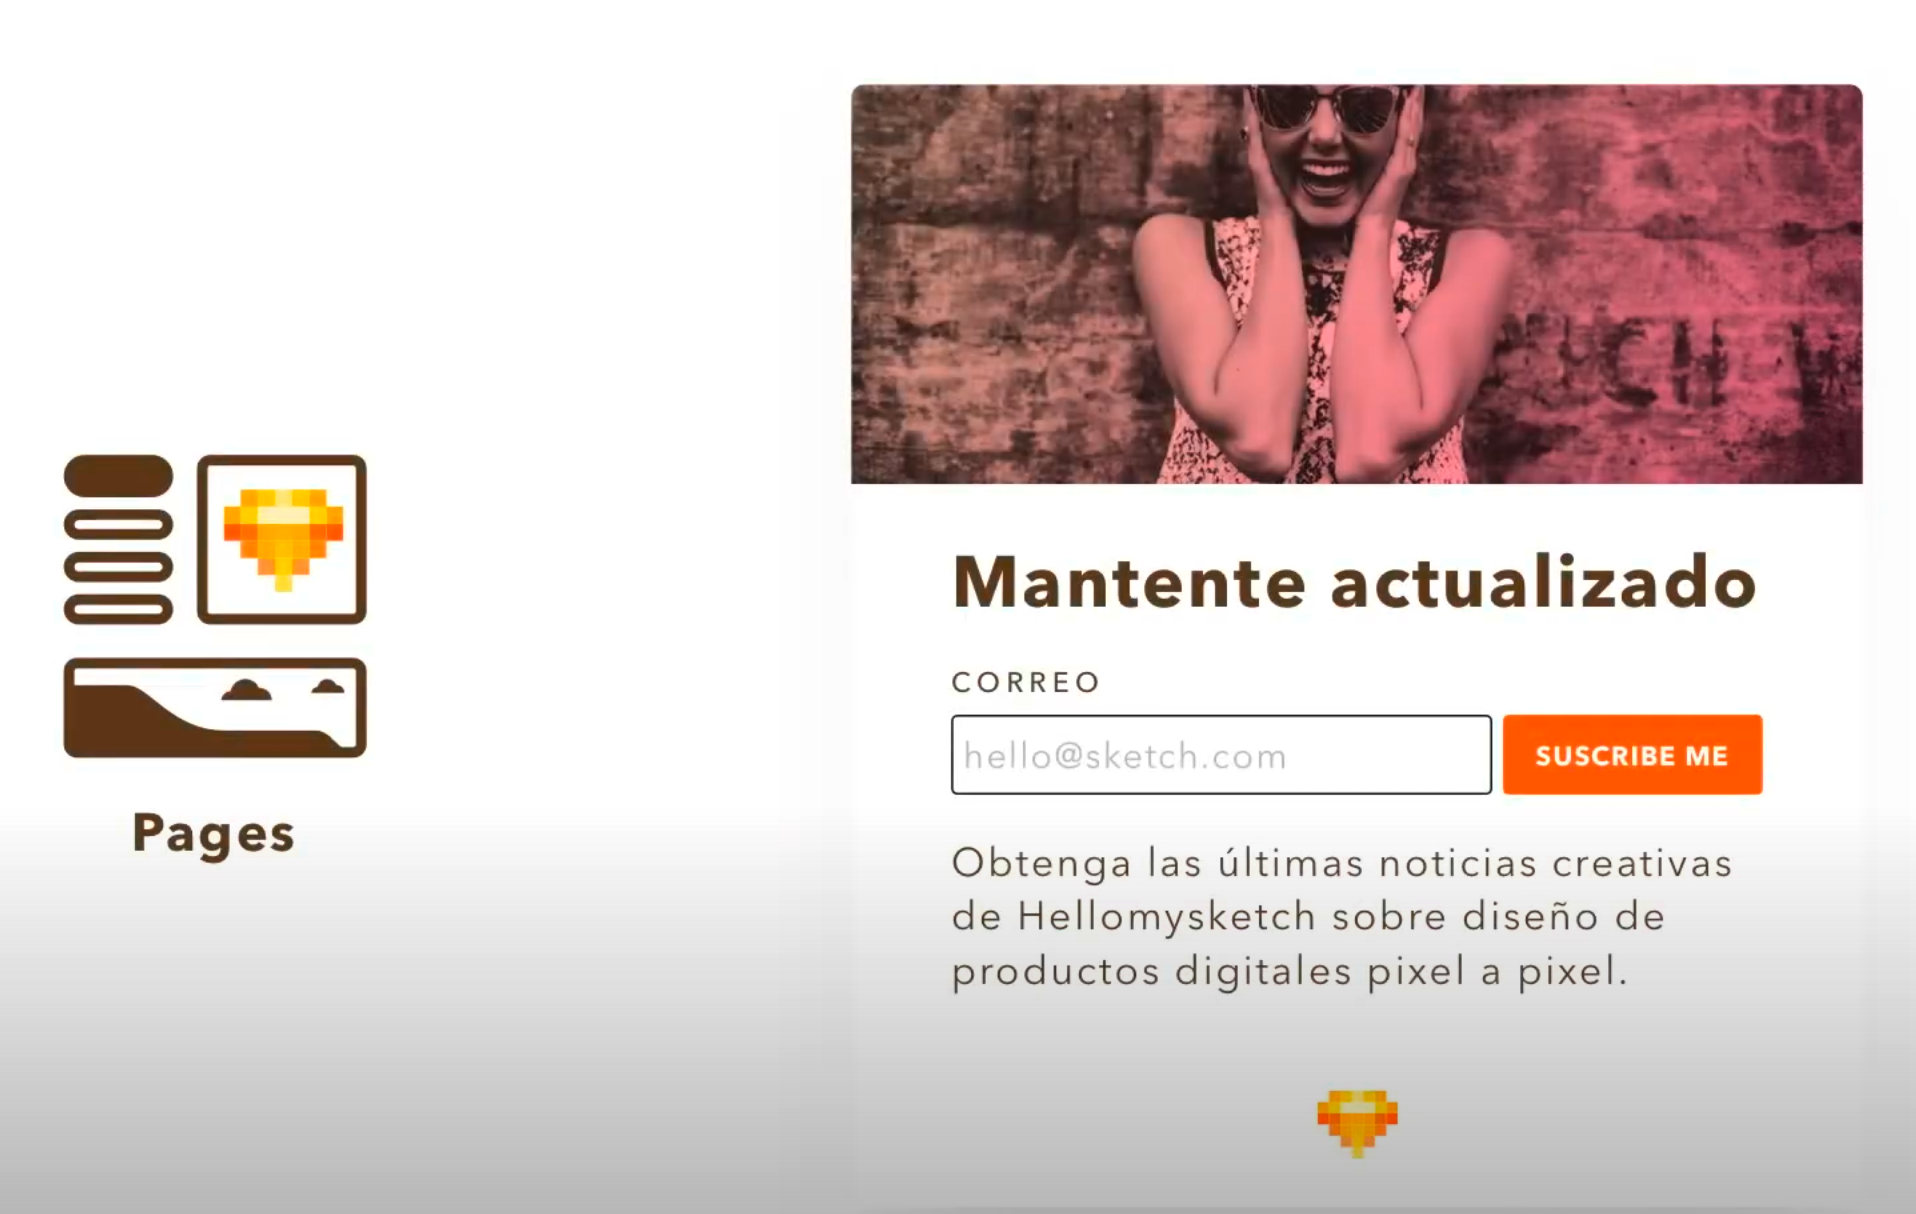 Pages
Mantente actualizado
CORREO
hello@sketch.com
SUSCRIBE ME
Obtenga las últimas noticias creativas
de Hellomysketch sobre diseño de
productos digitales pixel a pixel.